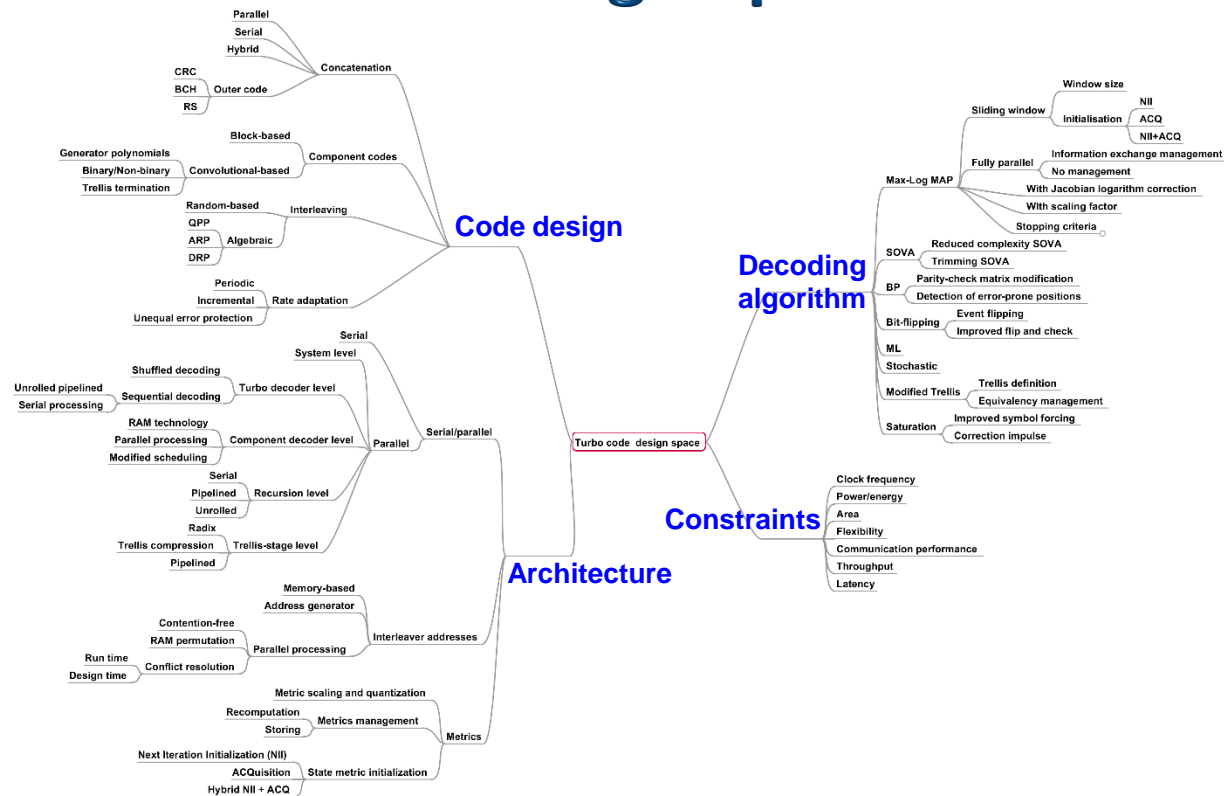 Parallel
Serial
Hybrid
Concatenation
CRC
BCH
RS
Outer code
Block-based
Component codes
Generator polynomials
Binary/Non-binary
Trellis termination
Convolutional-based
Random-based
Interleaving
QPP
ARP
DRP
Algebraic
Code design
Periodic
Incremental
Unequal error protection
Rate adaptation
Serial
System level
Shuffled decoding
Turbo decoder level
Unrolled pipelined
Serial processing
Sequential decoding
RAM technology
Parallel processing
Modified scheduling
Component decoder level
Parallel
Serial/parallel
Serial
Pipelined
Unrolled
Recursion level
Radix
Trellis compression
Pipelined
Trellis-stage level
Architecture
Memory-based
Address generator
Interleaver addresses
Contention-free
RAM permutation
Parallel processing
Run time
Design time
Conflict resolution
Metric scaling and quantization
Recomputation
Storing
Metrics management
Metrics
Next Iteration Initialization (NII)
ACQuisition
Hybrid NII + ACQ
State metric initialization
Turbo code design space
Window size
Sliding window
Initialisation
NII
ACQ
NII+ACQ
Fully parallel
Information exchange management
No management
Max-Log MAP
With Jacobian logarithm correction
WIth scaling factor
Stopping criteria
Decoding
algorithm
SOVA
Reduced complexity SOVA
Trimming SOVA
BP
Parity-check matrix modification
Detection of error-prone positions
Bit-flipping
Event flipping
Improved flip and check
ML
Stochastic
Modified Trellis
Trellis definition
Equivalency management
Saturation
Improved symbol forcing
Correction impulse
Constraints
Clock frequency
Power/energy
Area
Flexibility
Communication performance
Throughput
Latency